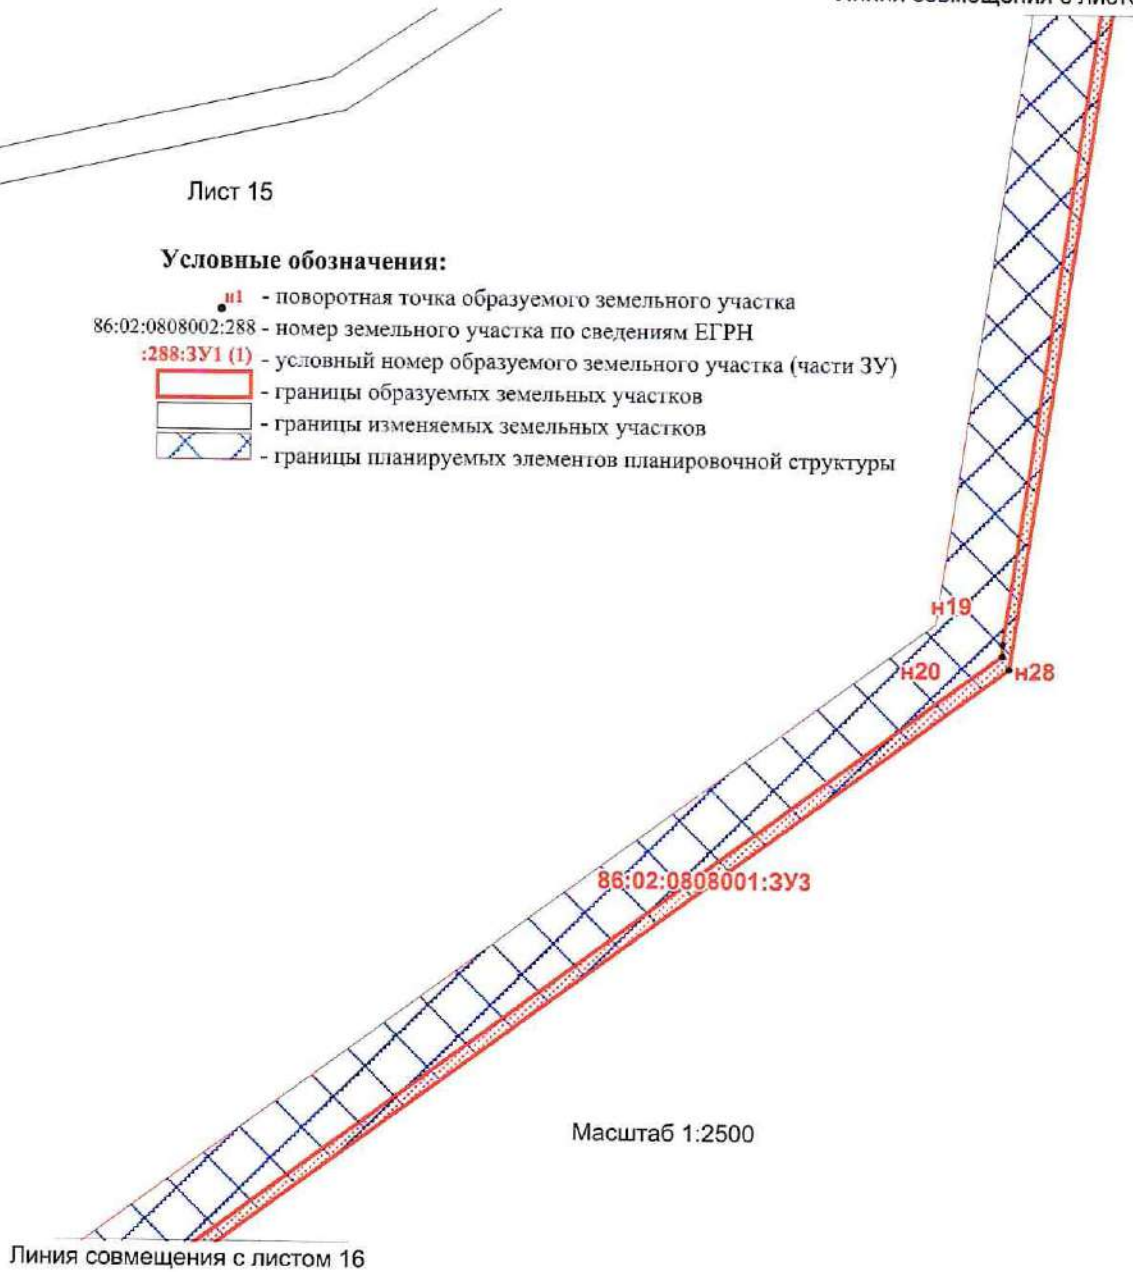 Линия совмещения с листо
Лист 15
Условные обозначения:
н1 - поворотная точка образуемого земельного участка
86:02:0808002:288 - номер земельного участка по сведениям ЕГРН
:288:ЗУ1 (1) - условный номер образуемого земельного участка (части ЗУ)
- границы образуемых земельных участков
- границы изменяемых земельных участков
- границы планируемых элементов планировочной структуры
н19
н20
н28
86:02:0808001:ЗУ3
Масштаб 1:2500
Линия совмещения с листом 16